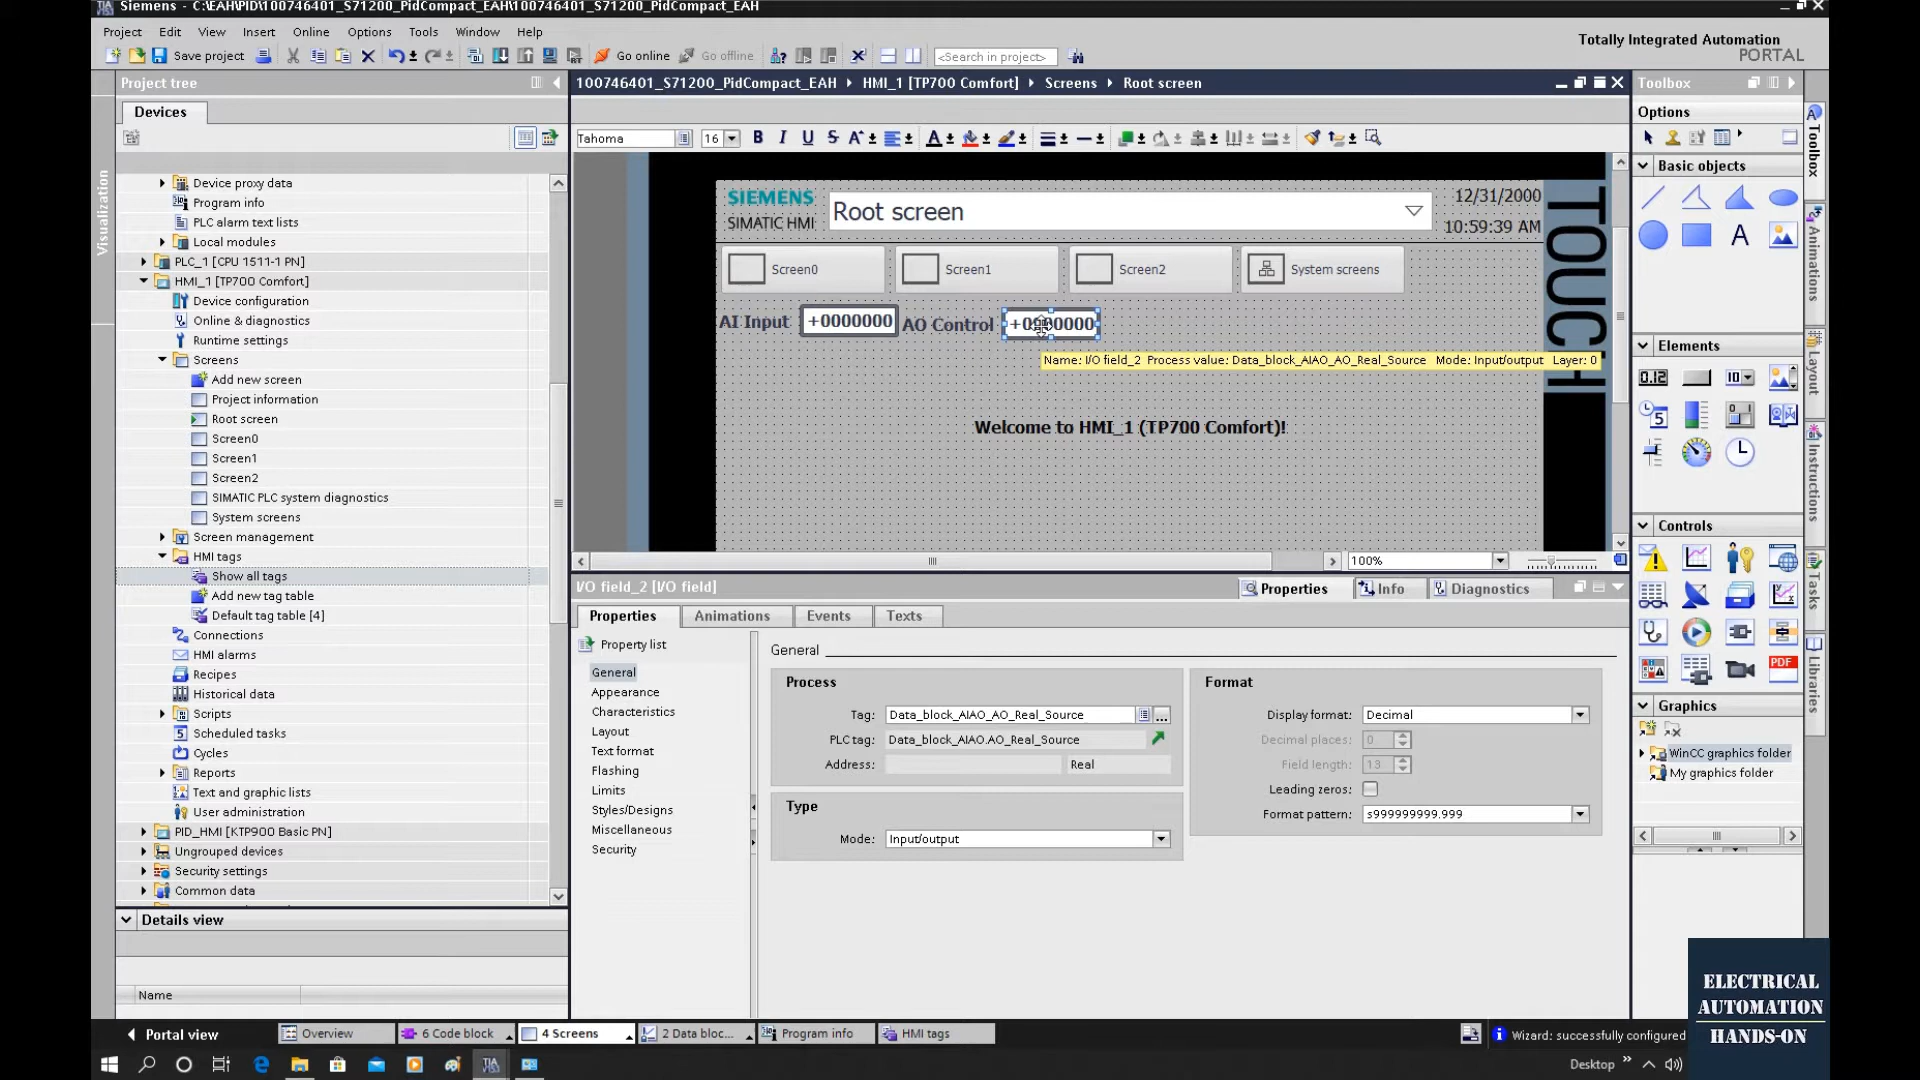 Siemens - C:\EAH\PID\100746401_S71200_PidCompact_EAH\100746401_S71200_PidCompact_EAH
Project Edit View Insert Online Options Tools Window Help
Totally Integrated Automation
PORTAL
Save project Go online Go offline <Search in project>
Project tree
100746401_S71200_PidCompact_EAH HMI_1 [TP700 Comfort] Screens Root screen
Toolbox
Devices
Options
Tahoma 16 B I U S A A
Visualization
Basic objects
Device proxy data
Program info
PLC alarm text lists
Local modules
PLC_1 [CPU 1511-1 PN]
HMI_1 [TP700 Comfort]
Device configuration
Online & diagnostics
Runtime settings
Screens
Add new screen
Project information
Root screen
Screen0
Screen1
Screen2
SIMATIC PLC system diagnostics
System screens
Screen management
HMI tags
Show all tags
Add new tag table
Default tag table [4]
Connections
HMI alarms
Recipes
Historical data
Scripts
Scheduled tasks
Cycles
Reports
Text and graphic lists
User administration
PID_HMI [KTP900 Basic PN]
Ungrouped devices
Security settings
Common data
Details view
Name
SIEMENS
SIMATIC HMI
Root screen
12/31/2000
10:59:39 AM
TOUCH
Screen0 Screen1 Screen2 System screens
AI Input +0000000 AO Control +0000000
Name: I/O field_2 Process value: Data_block_AIAO_AO_Real_Source Mode: Input/output Layer: 0
Welcome to HMI_1 (TP700 Comfort)!
100%
I/O field_2 [I/O field]
Properties Info Diagnostics
Properties Animations Events Texts
Property list
General
Appearance
Characteristics
Layout
Text format
Flashing
Limits
Styles/Designs
Miscellaneous
Security
General
Process
Tag: Data_block_AIAO_AO_Real_Source
PLC tag: Data_block_AIAO.AO_Real_Source
Address: Real
Type
Mode: Input/output
Format
Display format: Decimal
Decimal places: 0
Field length: 13
Leading zeros:
Format pattern: s999999999.999
Elements
0.12
10
5
Controls
PDF
Graphics
WinCC graphics folder
My graphics folder
Toolbox
Animations
Layout
Instructions
Tasks
Libraries
ELECTRICAL
AUTOMATION
HANDS-ON
Portal view Overview 6 Code block 4 Screens 2 Data bloc... Program info HMI tags
Wizard: successfully configured
Desktop